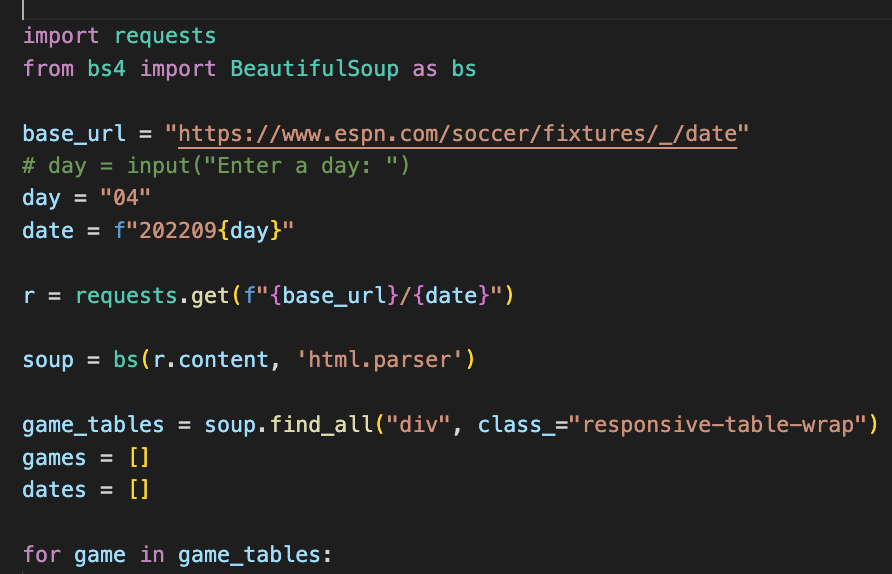 import requests
from bs4 import BeautifulSoup as bs
base_url = "https://www.espn.com/soccer/fixtures/_/date"
# day = input("Enter a day: ")
day = "04"
date = f"202209{day}"
r = requests.get(f"{base_url}/{date}")
soup = bs(r.content, 'html.parser')
game_tables = soup.find_all("div", class_="responsive-table-wrap")
games = []
dates = []
for game in game_tables: